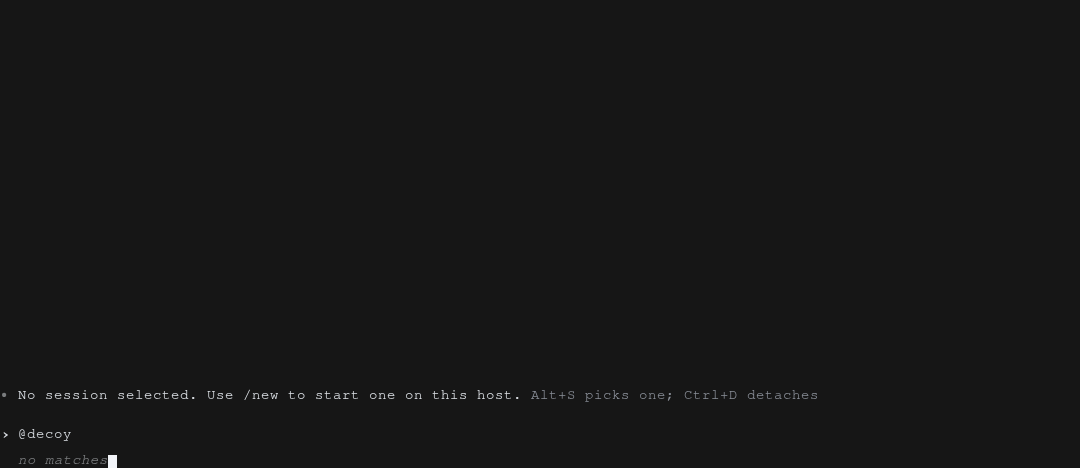 • No session selected. Use /new to start one on this host. Alt+S picks one; Ctrl+D detaches
› @decoy
no matches